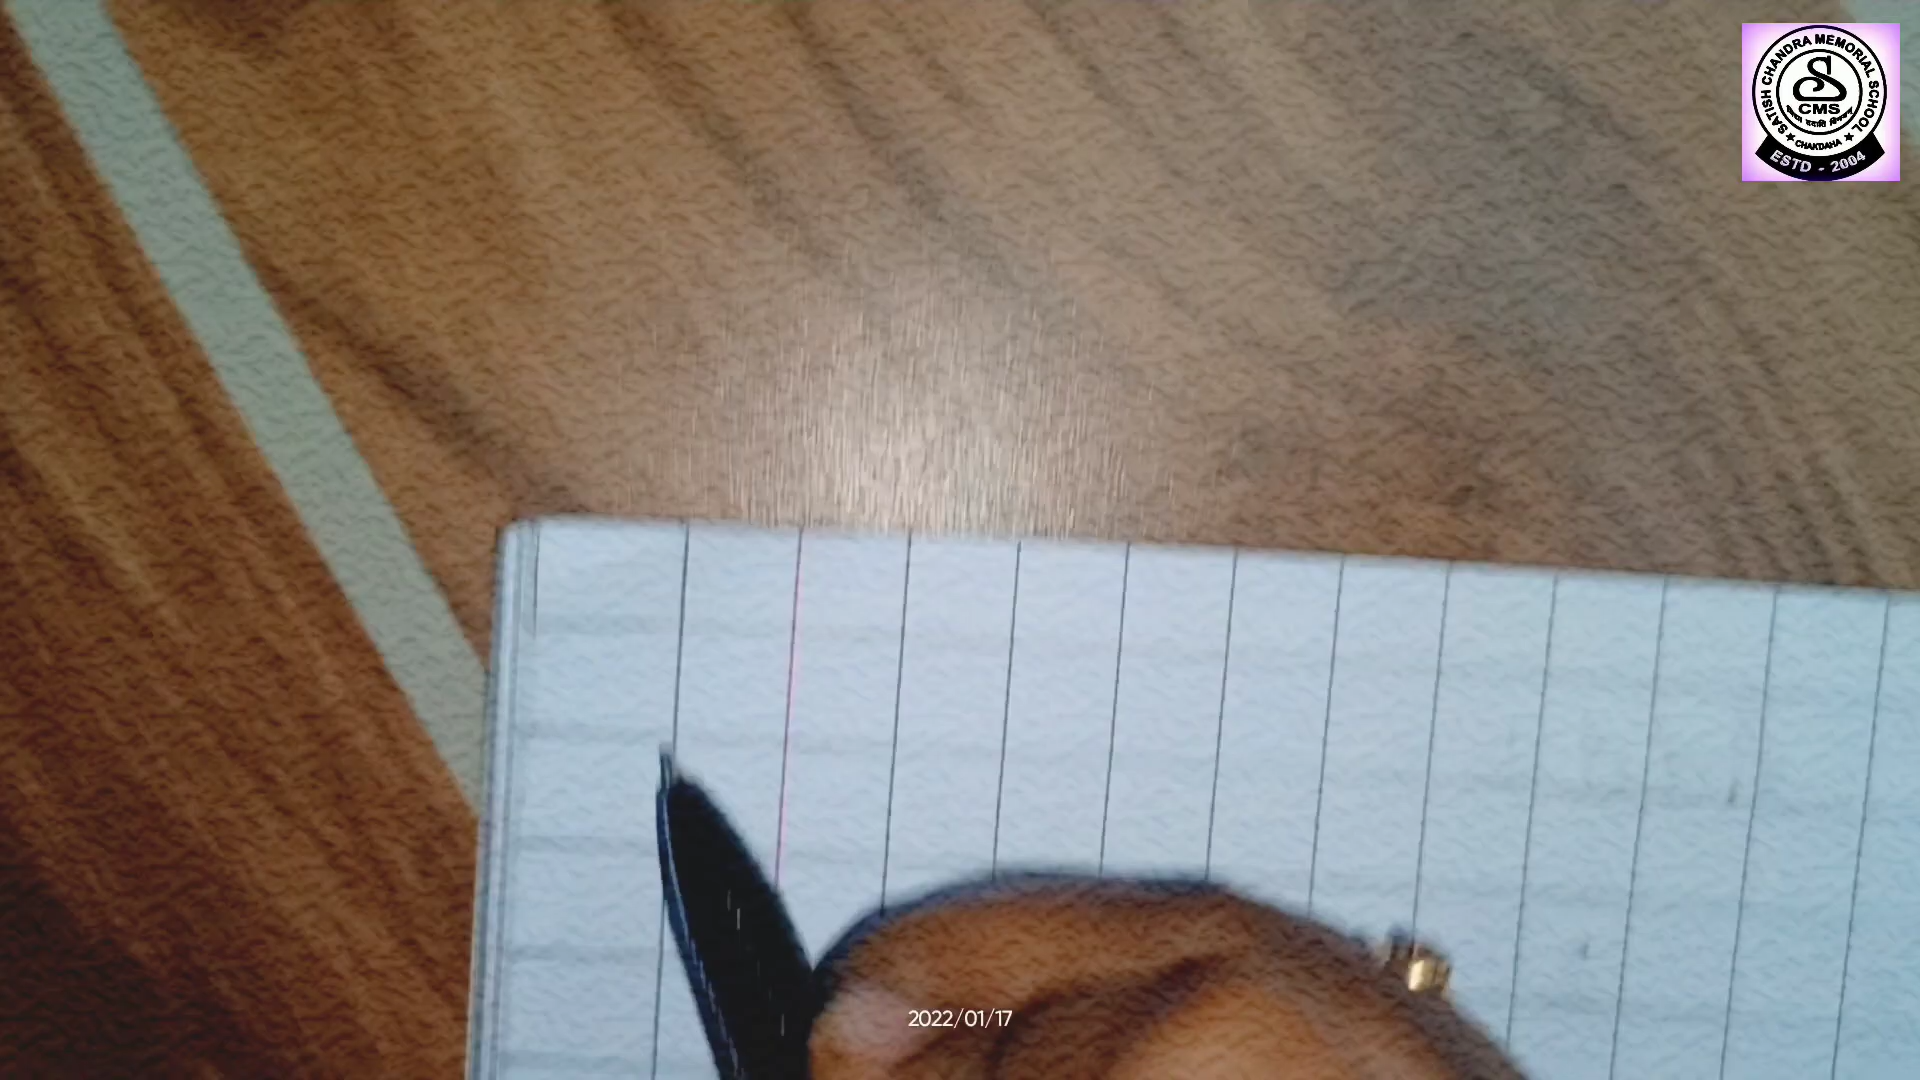 SATISH CHANDRA MEMORIAL SCHOOL
S
CMS
★ CHAKDAHA ★
ESTD - 2004
2022/01/17